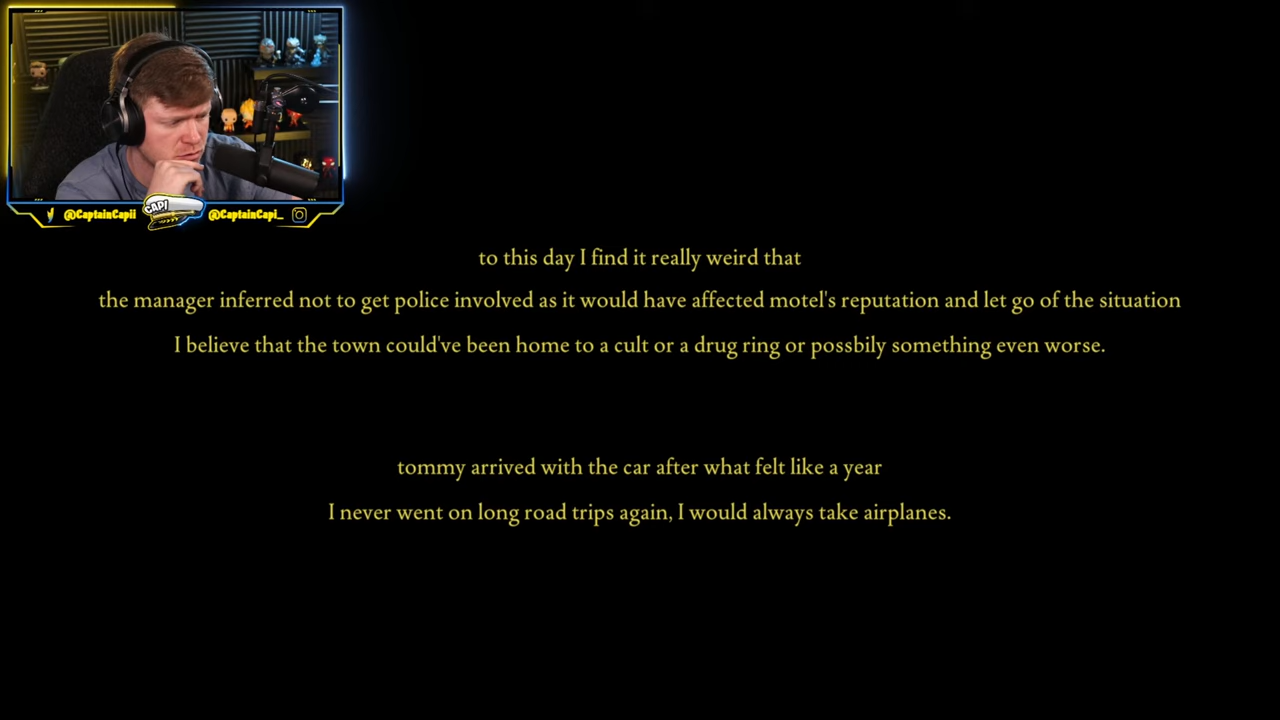 CAPI
@CaptainCapii
@CaptainCapi_
to this day I find it really weird that
the manager inferred not to get police involved as it would have affected motel's reputation and let go of the situation
I believe that the town could've been home to a cult or a drug ring or possbily something even worse.
tommy arrived with the car after what felt like a year
I never went on long road trips again, I would always take airplanes.